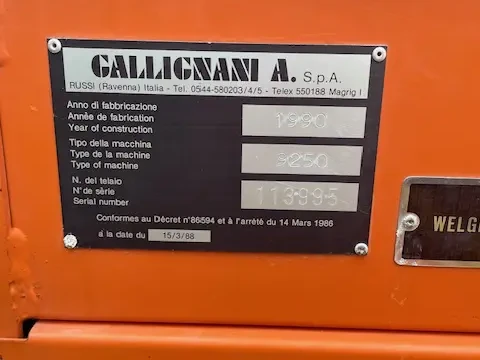 GALLIGNANI A. S.p.A.
RUSSI (Ravenna) Italia - Tel. 0544-580203/4/5 - Telex 550188 Magrig I
Anno di fabbricazione
Année de fabrication
Year of construction
1990
Tipo della macchina
Type de la machine
Type of machine
9250
N. del telaio
N° de série
Serial number
113995
Conformes au Décret n°86594 et à l'arrété du 14 Mars 1986
á la date du 15/3/88